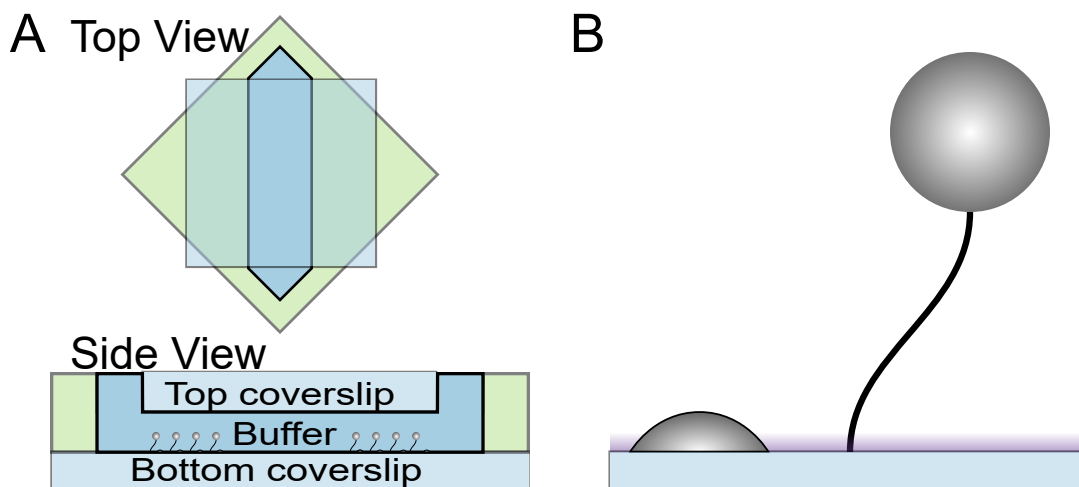 A
Top View
Side View
Top coverslip
Buffer
Bottom coverslip
B